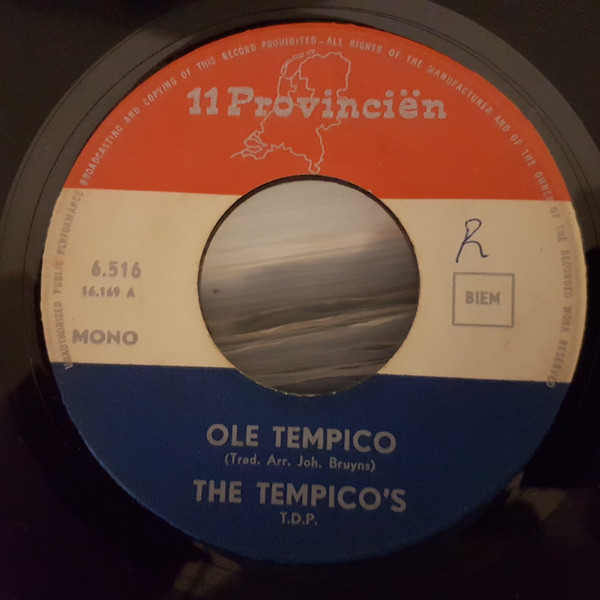 UNAUTHORISED PUBLIC PERFORMANCE BROADCASTING AND COPYING OF THIS RECORD PROHIBITED - ALL RIGHTS OF THE MANUFACTURER AND OF THE OWNER OF THE RECORDED WORK RESERVED
11 Provinciën
R
6.516
16.169 A
BIEM
MONO
OLE TEMPICO
(Trad. Arr. Joh. Bruyns)
THE TEMPICO'S
T.D.P.